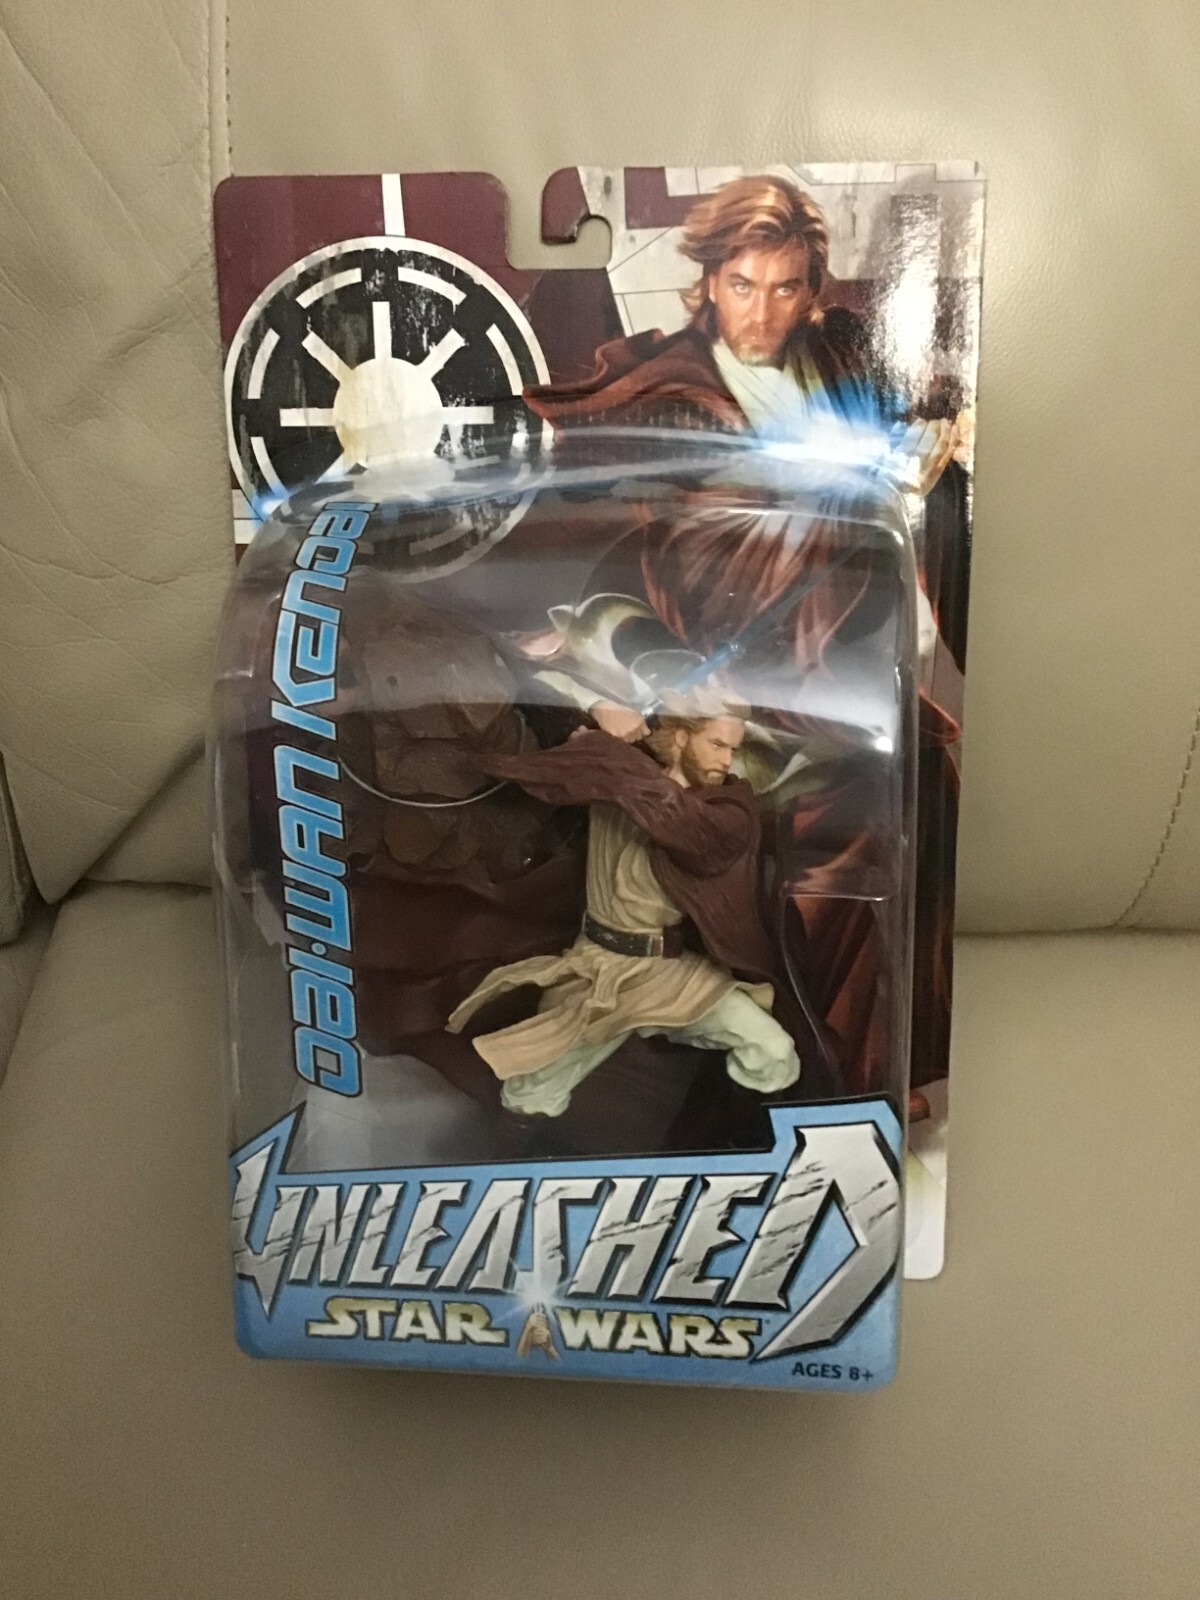 OBI·WAN KENOBI
UNLEASHED
STAR WARS
AGES 8+